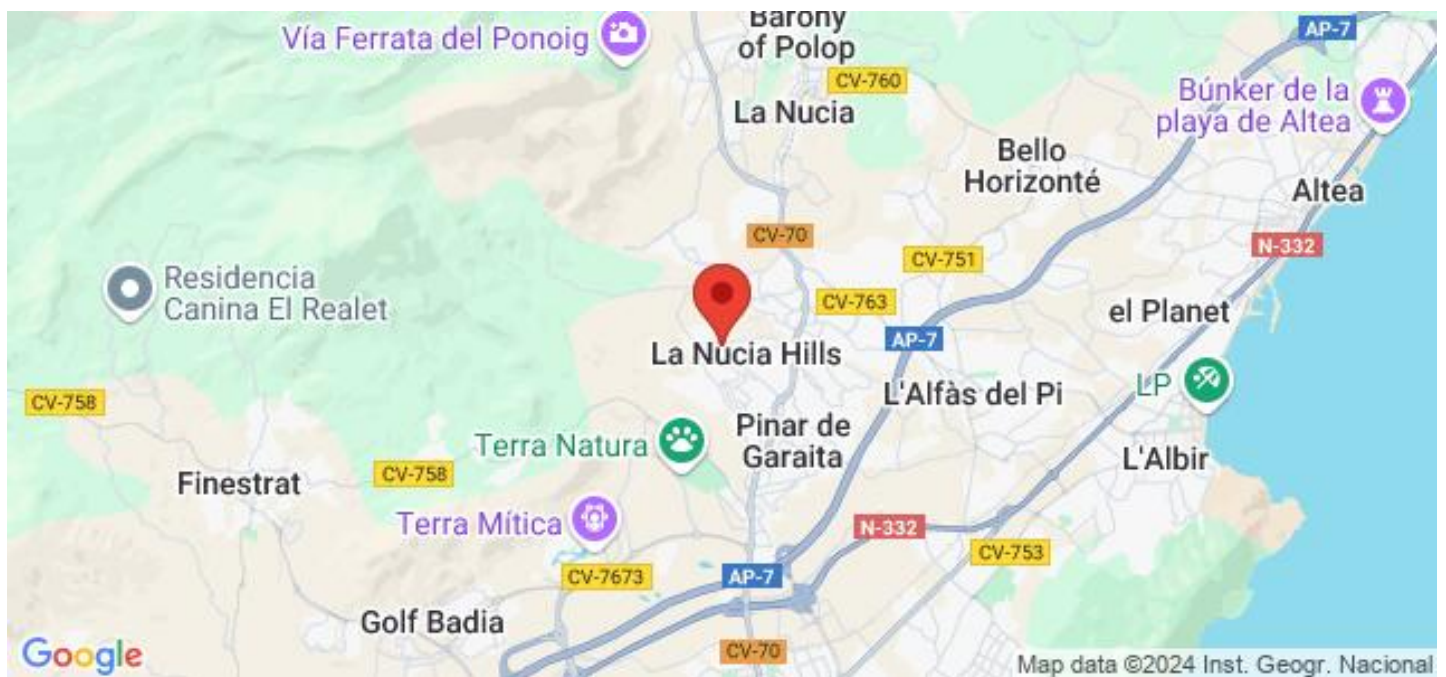 Vía Ferrata del Ponoig
Barony
of Polop
AP-7
CV-760
La Nucia
Búnker de la
playa de Altea
Bello
Horizonté
Altea
CV-70
N-332
CV-751
Residencia
Canina El Realet
CV-763
el Planet
AP-7
La Nucia Hills
LP
L'Alfàs del Pi
CV-758
Pinar de
Garaita
Terra Natura
L'Albir
CV-758
Finestrat
Terra Mítica
N-332
CV-753
CV-7673
AP-7
Golf Badia
CV-70
Google
Map data ©2024 Inst. Geogr. Nacional